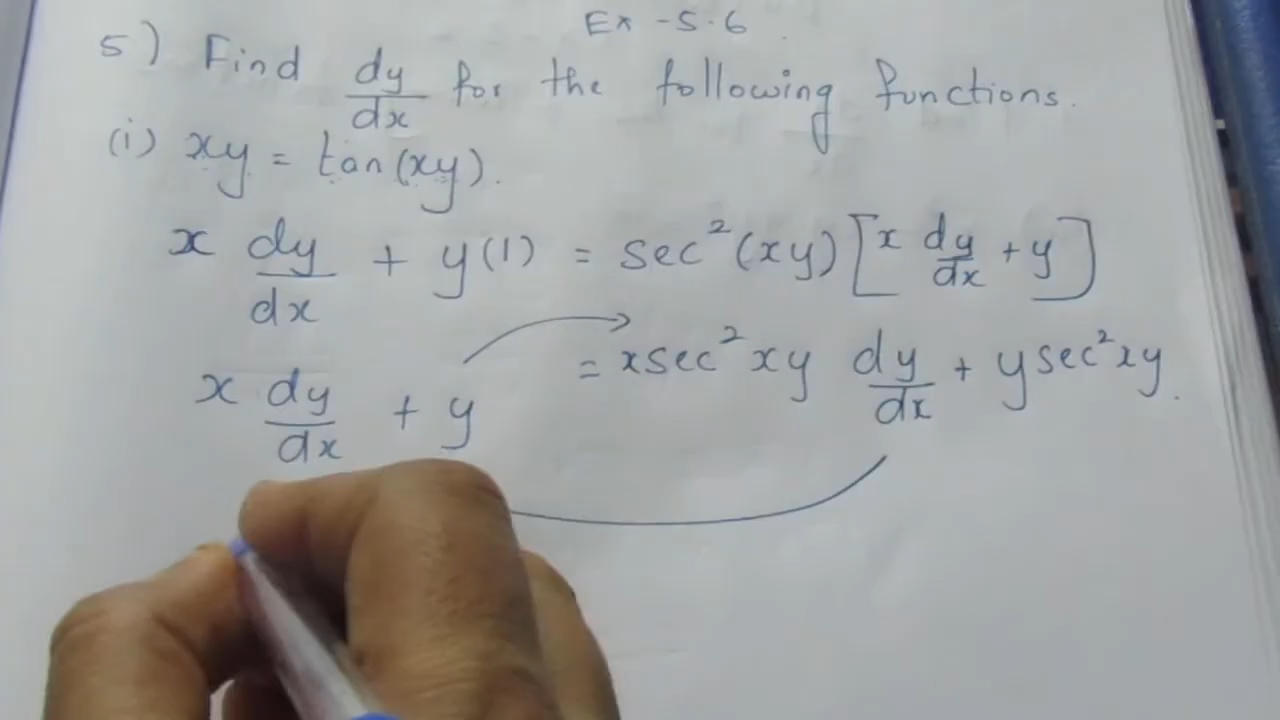 Ex - 5.6
5) Find dy/dx for the following functions.
(i) xy = tan(xy).
x dy/dx + y(1) = sec²(xy)[x dy/dx + y]
x dy/dx + y = x sec² xy dy/dx + y sec² xy.